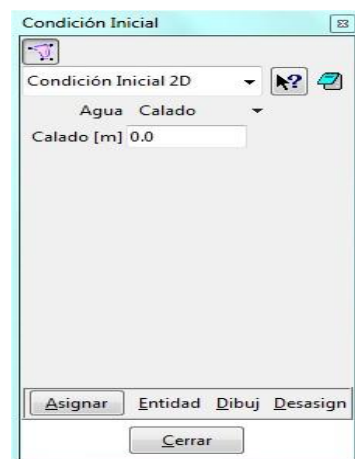 Condición Inicial
Condición Inicial 2D
Agua Calado
Calado [m] 0.0
Asignar Entidad Dibuj Desasign
Cerrar